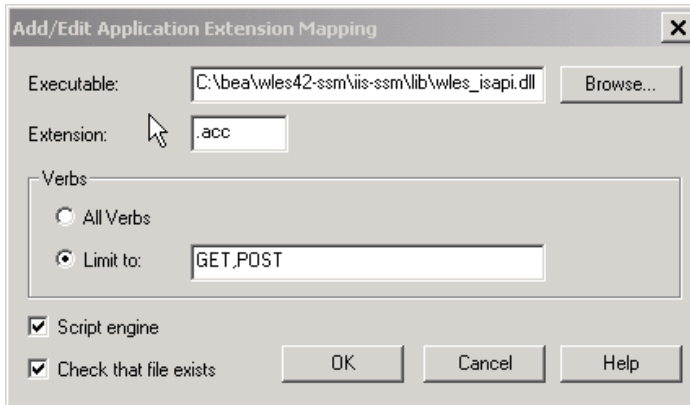 Add/Edit Application Extension Mapping
Executable: C:\bea\wles42-ssm\iis-ssm\lib\wles_isapi.dll Browse...
Extension: .acc
Verbs
All Verbs
Limit to: GET,POST
Script engine
Check that file exists OK Cancel Help